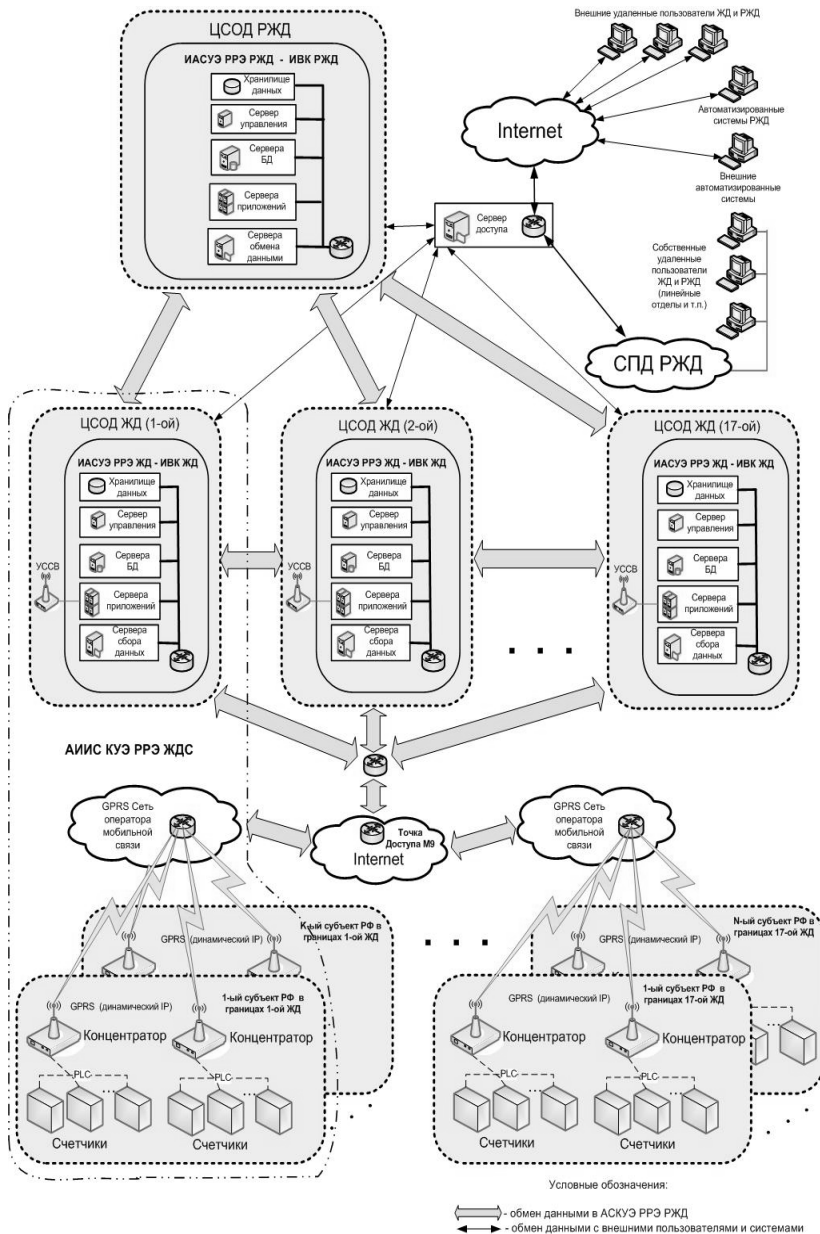 ЦСОД РЖД
ИАСУЭ РРЭ РЖД - ИВК РЖД
Хранилище
данных
Сервер
управления
Сервера
БД
Сервера
приложений
Сервера
обмена
данными
Внешние удаленные пользователи ЖД и РЖД
Internet
Автоматизированные
системы РЖД
Внешние
автоматизированные
системы
Сервер
доступа
Собственные
удаленные
пользователи
ЖД и РЖД
(линейные
отделы и т.п.)
СПД РЖД
ЦСОД ЖД (1-ой)
ИАСУЭ РРЭ ЖД - ИВК ЖД
Хранилище
данных
Сервер
управления
Сервера
БД
Сервера
приложений
Сервера
сбора
данных
УССВ
ЦСОД ЖД (2-ой)
ИАСУЭ РРЭ ЖД - ИВК ЖД
Хранилище
данных
Сервер
управления
Сервера
БД
Сервера
приложений
Сервера
сбора
данных
УССВ
. . .
ЦСОД ЖД (17-ой)
ИАСУЭ РРЭ ЖД - ИВК ЖД
Хранилище
данных
Сервер
управления
Сервера
БД
Сервера
приложений
Сервера
сбора
данных
УССВ
АИИС КУЭ РРЭ ЖДС
GPRS Сеть
оператора
мобильной
связи
Точка
Доступа М9
Internet
GPRS Сеть
оператора
мобильной
связи
К-ый субъект РФ в
границах 1-ой ЖД
GPRS (динамический IP)
1-ый субъект РФ в
границах 1-ой ЖД
GPRS (динамический IP)
Концентратор
Концентратор
PLC
PLC
Счетчики
Счетчики
. . .
N-ый субъект РФ в
границах 17-ой ЖД
GPRS (динамический IP)
1-ый субъект РФ в
границах 17-ой ЖД
GPRS (динамический IP)
Концентратор
Концентратор
PLC
PLC
Счетчики
Счетчики
Условные обозначения:
- обмен данными в АСКУЭ РРЭ РЖД
- обмен данными с внешними пользователями и системами